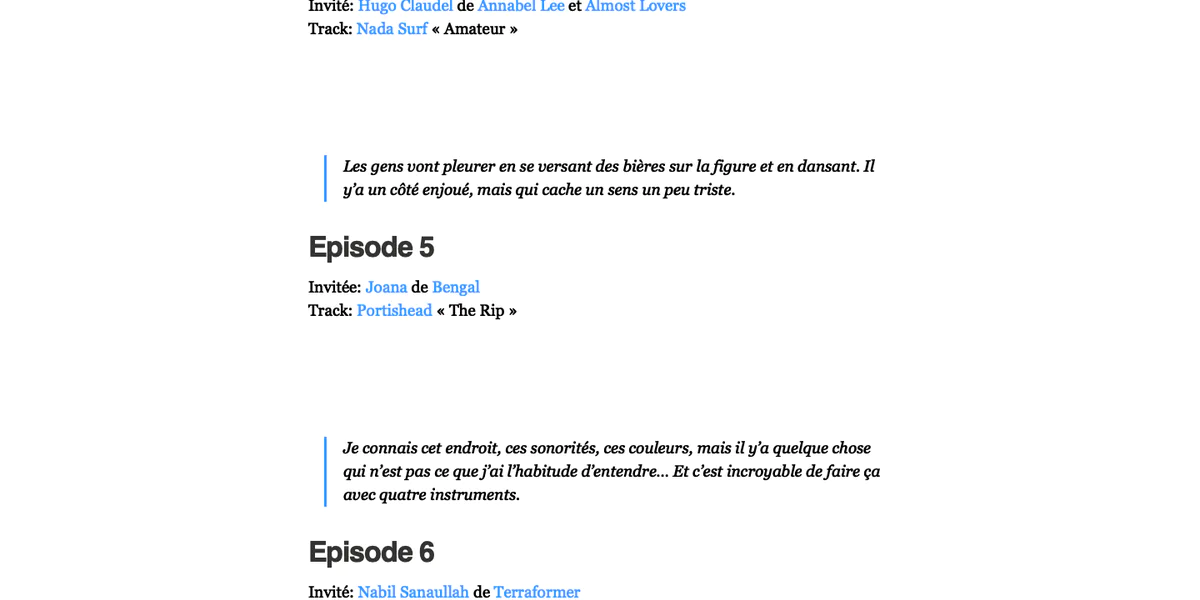 Invité: Hugo Claudel de Annabel Lee et Almost Lovers
Track: Nada Surf « Amateur »
Les gens vont pleurer en se versant des bières sur la figure et en dansant. Il
y’a un côté enjoué, mais qui cache un sens un peu triste.
Episode 5
Invitée: Joana de Bengal
Track: Portishead « The Rip »
Je connais cet endroit, ces sonorités, ces couleurs, mais il y’a quelque chose
qui n’est pas ce que j’ai l’habitude d’entendre… Et c’est incroyable de faire ça
avec quatre instruments.
Episode 6
Invité: Nabil Sanaullah de Terraformer